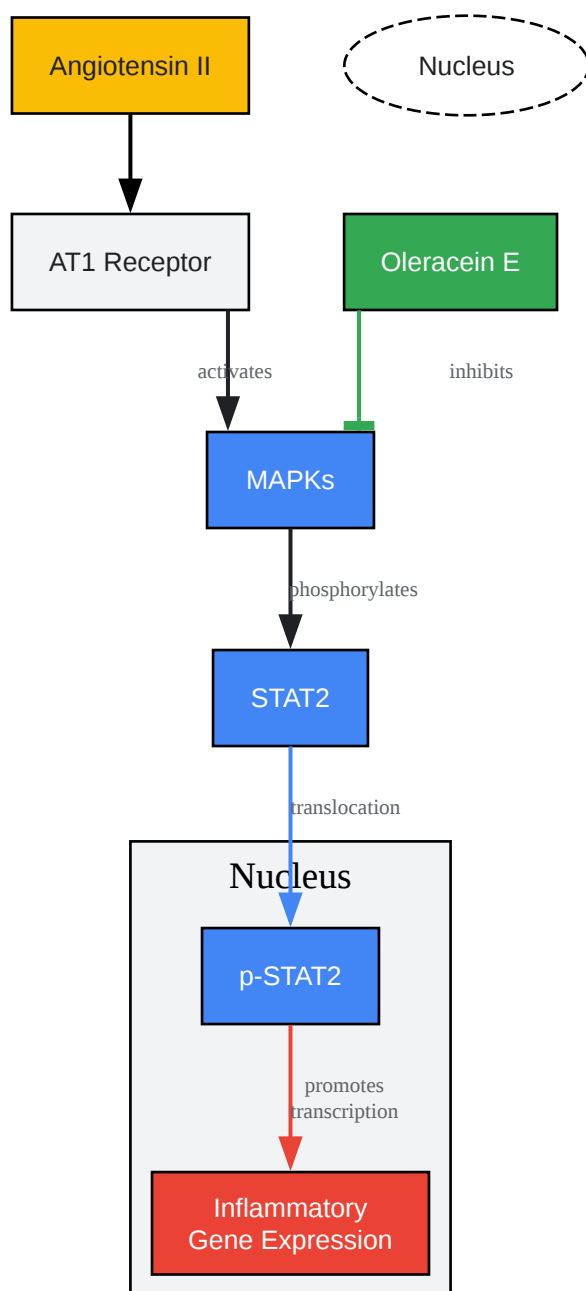 Angiotensin II
Nucleus
AT1 Receptor
Oleracein E
activates
inhibits
MAPKs
phosphorylates
STAT2
translocation
Nucleus
p-STAT2
promotes
transcription
Inflammatory
Gene Expression